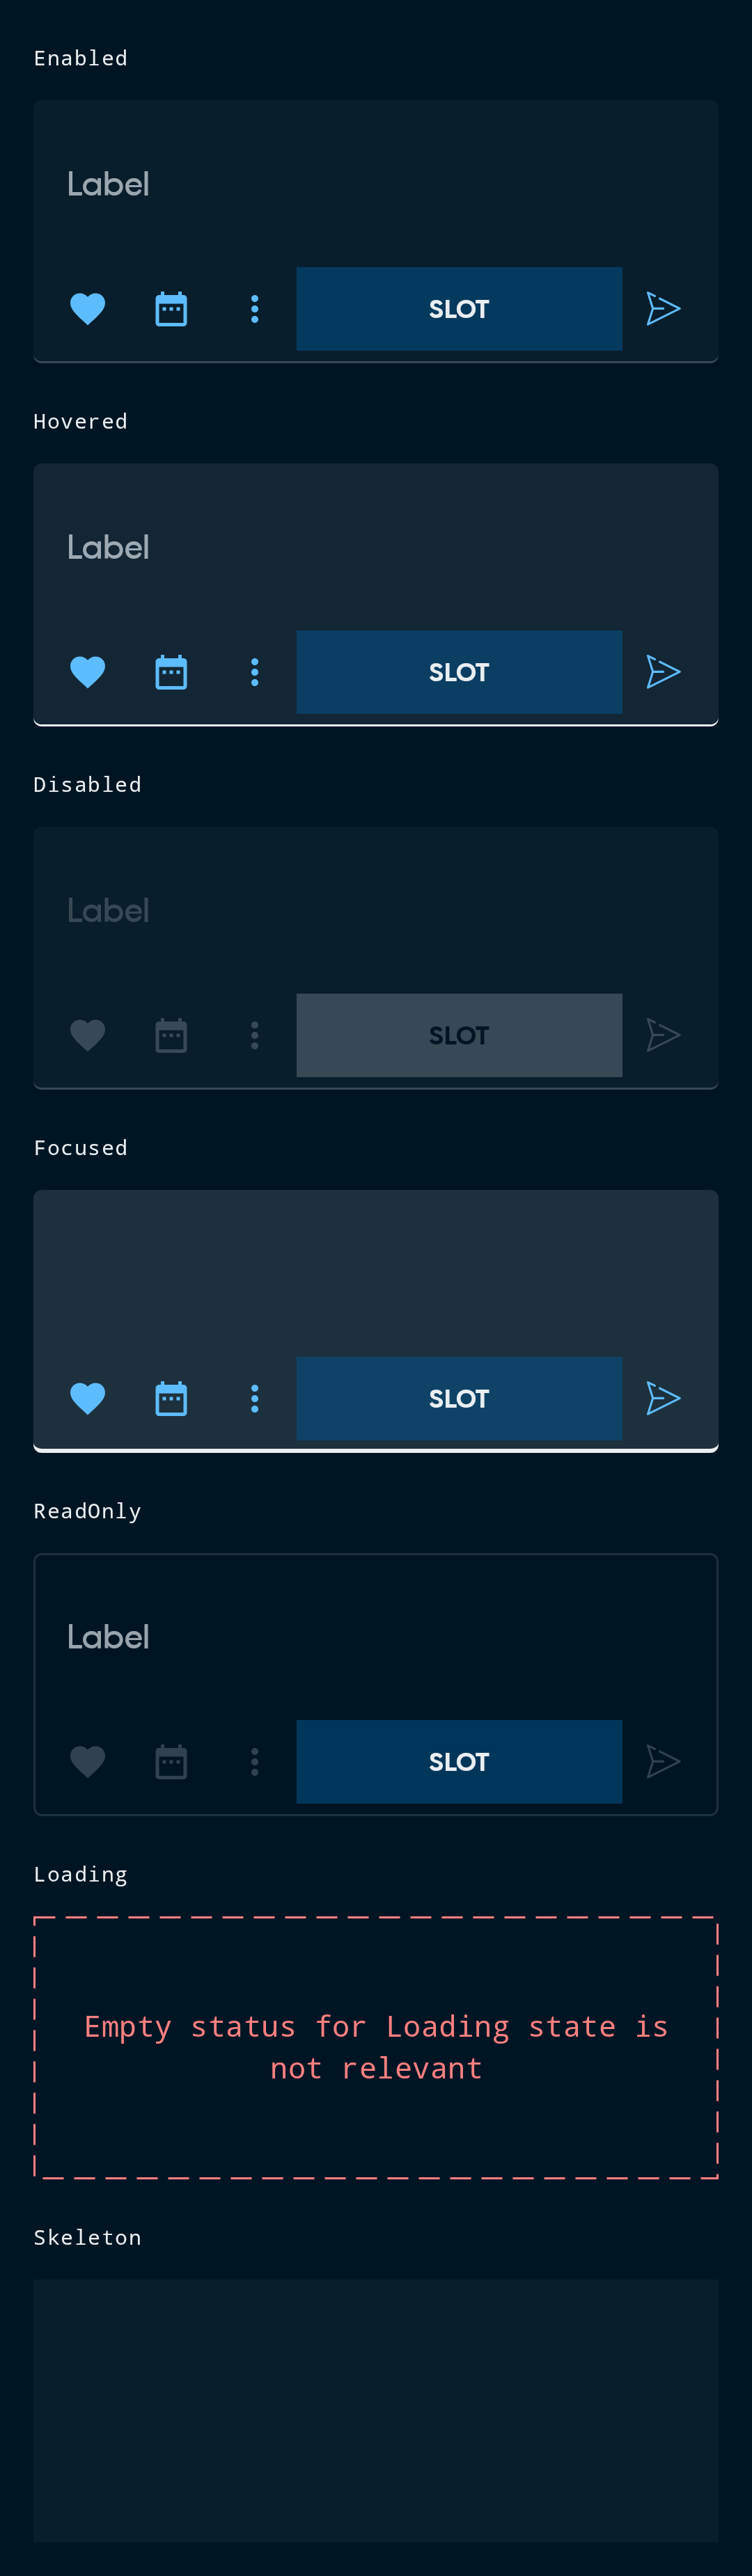 Enabled
Label
SLOT
Hovered
Label
SLOT
Disabled
Label
SLOT
Focused
SLOT
ReadOnly
Label
SLOT
Loading
Empty status for Loading state is
not relevant
Skeleton